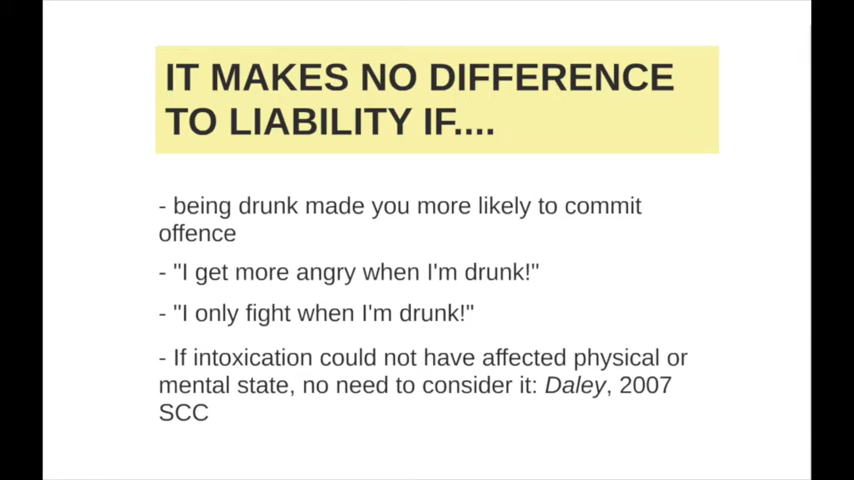 IT MAKES NO DIFFERENCE
TO LIABILITY IF....
- being drunk made you more likely to commit
offence
- "I get more angry when I'm drunk!"
- "I only fight when I'm drunk!"
- If intoxication could not have affected physical or
mental state, no need to consider it: Daley, 2007
SCC